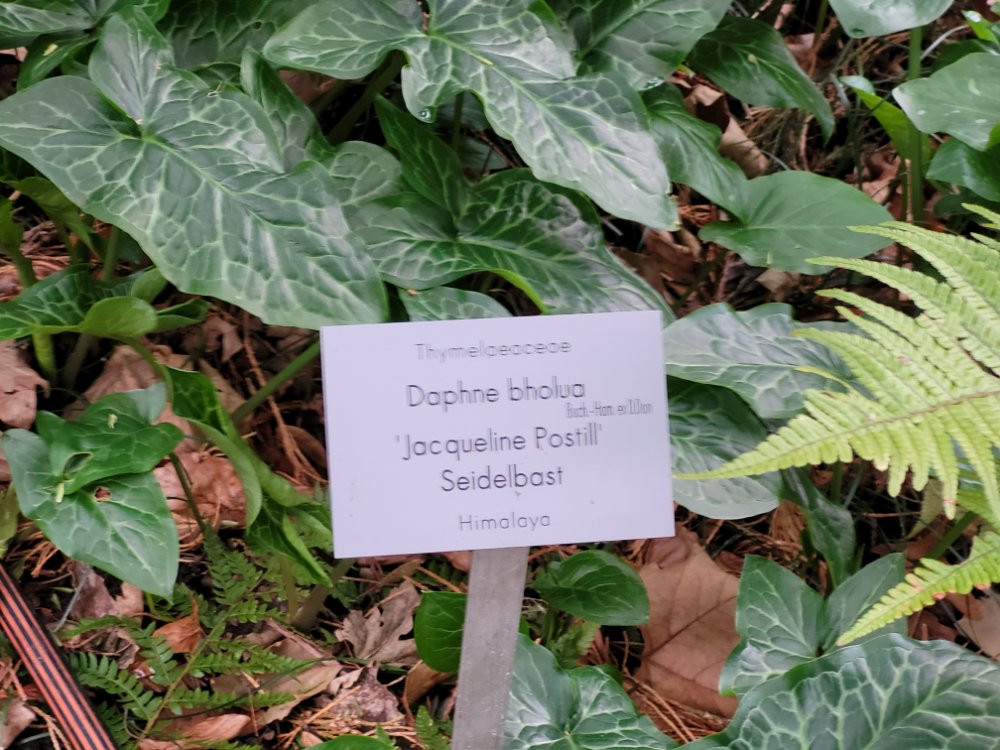 Thymelaeaceae
Daphne bholua
Buch.-Ham. ex D.Don
'Jacqueline Postill'
Seidelbast
Himalaya